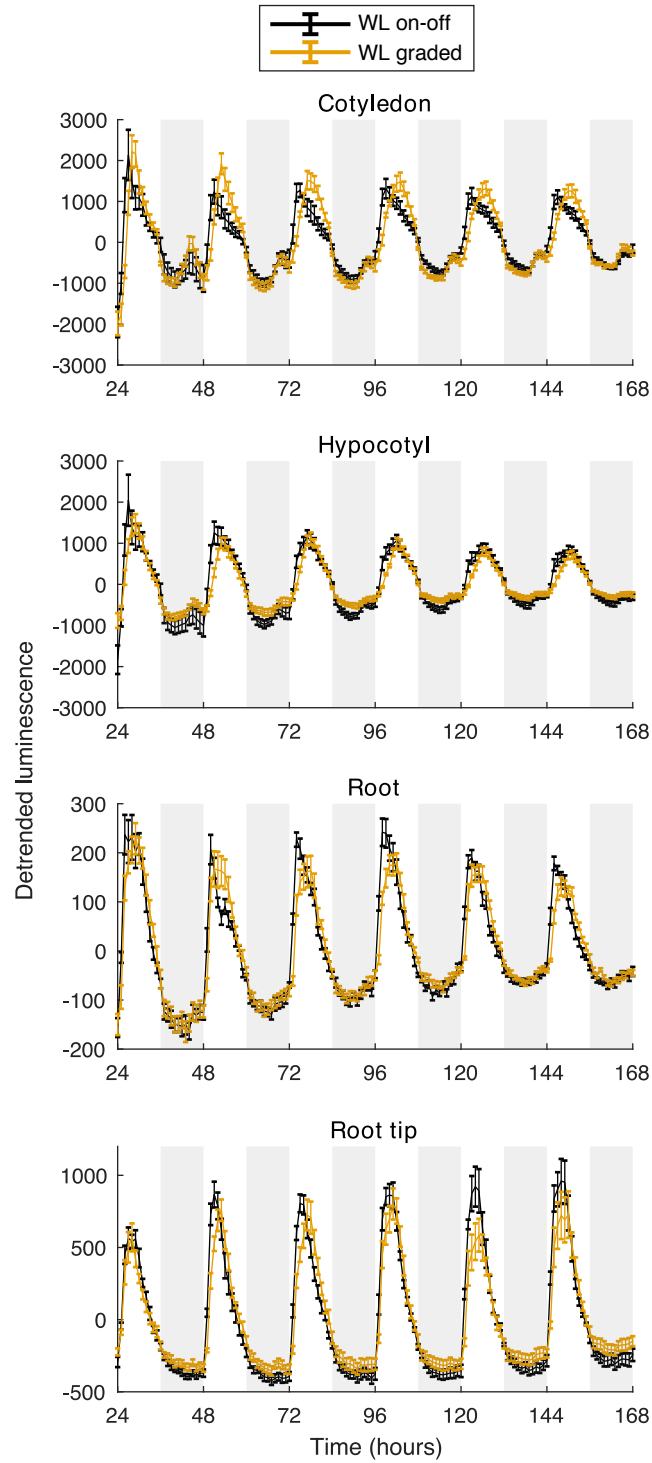 WL on-off
WL graded
Cotyledon
3000
2000
1000
0
-1000
-2000
-3000
24 48 72 96 120 144 168
Hypocotyl
3000
2000
1000
0
-1000
-2000
-3000
24 48 72 96 120 144 168
Detrended luminescence
Root
300
200
100
0
-100
-200
24 48 72 96 120 144 168
Root tip
1000
500
0
-500
24 48 72 96 120 144 168
Time (hours)